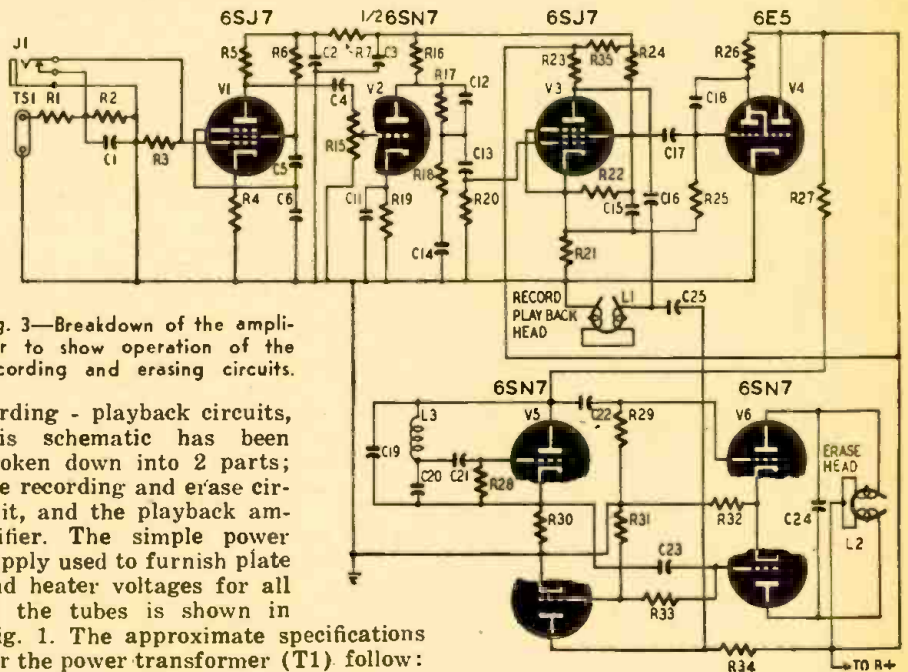 6SJ7 1/2 6SN7 6SJ7 6E5
J1 R5 R6 C2 R7 C3 R16 R23 R35 R24 R26
TS1 R1 R2 V1 C4 V2 R17 C12 V3 C18 V4
C1 R3 R15 C13 C17
C5 R18 R22 C16 R27
R4 C6 C11 R19 R20 C15 R25
C14 R21
RECORD L1 C25
PLAYBACK
HEAD
g. 3—Breakdown of the ampli-
r to show operation of the
cording and erasing circuits.
6SN7 6SN7
rding - playback circuits,
is schematic has been
oken down into 2 parts;
e recording and erase cir-
it, and the playback am-
ifier. The simple power
pply used to furnish plate
nd heater voltages for all
the tubes is shown in
ig. 1. The approximate specifications
r the power transformer (T1) follow:
L3 V5 C22 R29 V6
C19 C20 C21 R28 ERASE
HEAD
R30 R31 R32 C24 L2
C23
R33
R34
TO B+